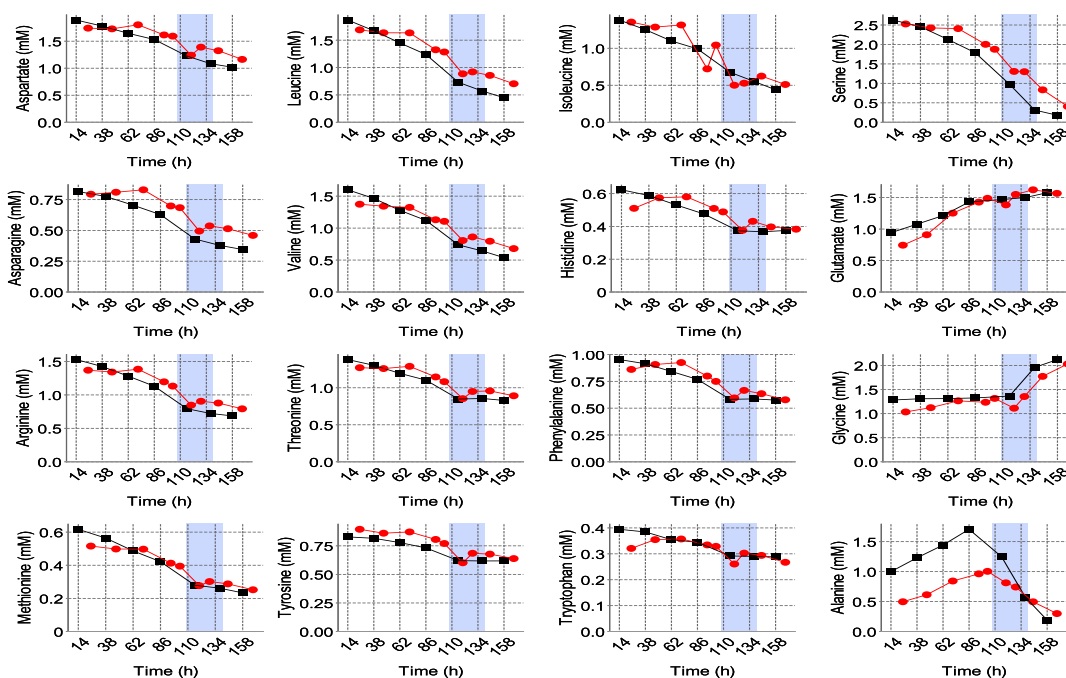 Aspartate (mM)
1.5
1.0
0.5
0.0
14 38 62 86 110 134 158
Time (h)
Leucine (mM)
1.5
1.0
0.5
0.0
14 38 62 86 110 134 158
Time (h)
Isoleucine (mM)
1.0
0.5
0.0
14 38 62 86 110 134 158
Time (h)
Serine (mM)
2.5
2.0
1.5
1.0
0.5
0.0
14 38 62 86 110 134 158
Time (h)
Asparagine (mM)
0.75
0.50
0.25
0.00
14 38 62 86 110 134 158
Time (h)
Valine (mM)
1.5
1.0
0.5
0.0
14 38 62 86 110 134 158
Time (h)
Histidine (mM)
0.6
0.4
0.2
0
14 38 62 86 110 134 158
Time (h)
Glutamate (mM)
1.5
1.0
0.5
0.0
14 38 62 86 110 134 158
Time (h)
Arginine (mM)
1.5
1.0
0.5
0.0
14 38 62 86 110 134 158
Time (h)
Threonine (mM)
1.0
0.5
0.0
14 38 62 86 110 134 158
Time (h)
Phenylalanine (mM)
1.00
0.75
0.50
0.25
0.0
14 38 62 86 110 134 158
Time (h)
Glycine (mM)
2.0
1.5
1.0
0.5
0.0
14 38 62 86 110 134 158
Time (h)
Methionine (mM)
0.6
0.4
0.2
0
14 38 62 86 110 134 158
Time (h)
Tyrosine (mM)
0.75
0.50
0.25
0.00
14 38 62 86 110 134 158
Time (h)
Tryptophan (mM)
0.4
0.3
0.2
0.1
0.0
14 38 62 86 110 134 158
Time (h)
Alanine (mM)
1.5
1.0
0.5
0.0
14 38 62 86 110 134 158
Time (h)